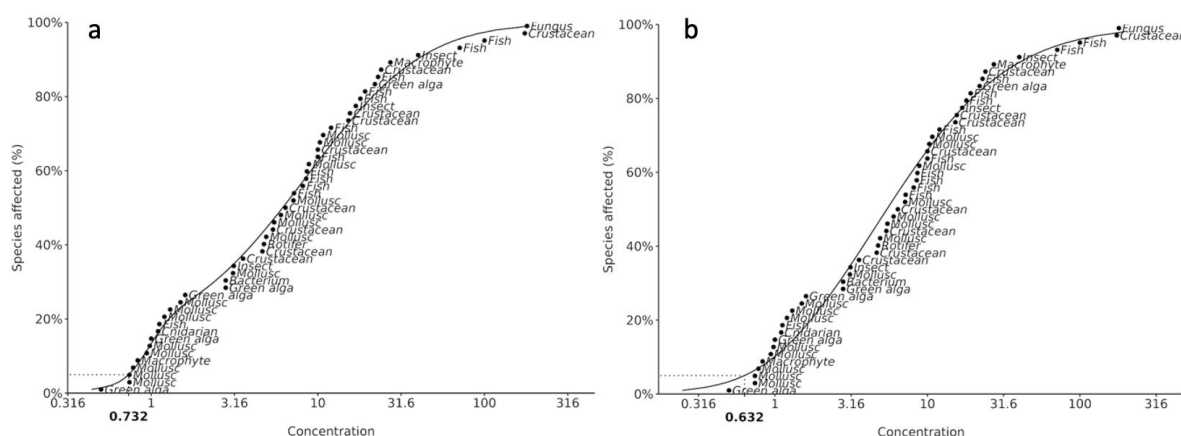 a
Species affected (%)
100%
80%
60%
40%
20%
0%
Fungus
Crustacean
Fish
Fish
Insect
Macrophyte
Crustacean
Fish
Green alga
Fish
Fish
Insect
Crustacean
Crustacean
Fish
Mollusc
Mollusc
Crustacean
Fish
Mollusc
Fish
Fish
Fish
Fish
Mollusc
Crustacean
Mollusc
Mollusc
Crustacean
Mollusc
Rotifer
Crustacean
Crustacean
Insect
Mollusc
Bacterium
Green alga
Green alga
Mollusc
Mollusc
Mollusc
Fish
Cnidarian
Green alga
Mollusc
Mollusc
Macrophyte
Mollusc
Mollusc
Mollusc
Green alga
0.316 1 3.16 10 31.6 100 316
0.732
Concentration
b
Species affected (%)
100%
80%
60%
40%
20%
0%
Fungus
Crustacean
Fish
Fish
Insect
Macrophyte
Crustacean
Fish
Green alga
Fish
Fish
Insect
Crustacean
Crustacean
Fish
Mollusc
Mollusc
Crustacean
Fish
Mollusc
Fish
Fish
Fish
Fish
Mollusc
Crustacean
Mollusc
Mollusc
Crustacean
Mollusc
Rotifer
Crustacean
Crustacean
Insect
Mollusc
Bacterium
Green alga
Green alga
Mollusc
Mollusc
Mollusc
Fish
Cnidarian
Green alga
Mollusc
Mollusc
Macrophyte
Mollusc
Mollusc
Mollusc
Green alga
0.316 1 3.16 10 31.6 100 316
0.632
Concentration